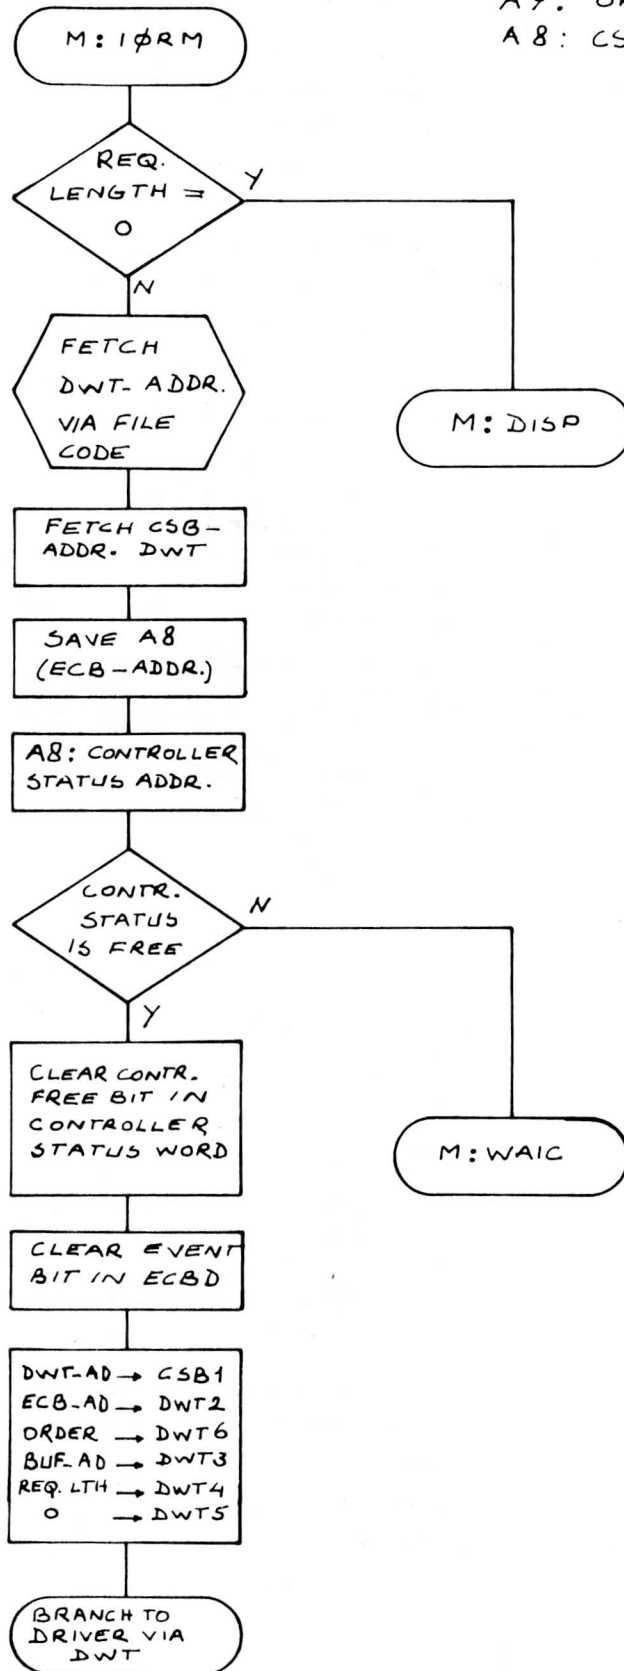 A8: CS
M: IØRM
REQ.
LENGTH =
0
Y
N
FETCH
DWT- ADDR.
VIA FILE
CODE
M: DISP
FETCH CSB-
ADDR. DWT
SAVE A8
(ECB-ADDR.)
A8: CONTROLLER
STATUS ADDR.
CONTR.
STATUS
IS FREE
N
Y
CLEAR CONTR.
FREE BIT IN
CONTROLLER
STATUS WORD
M: WAIC
CLEAR EVENT
BIT IN ECBD
DWT-AD → CSB1
ECB-AD → DWT2
ORDER → DWT6
BUF-AD → DWT3
REQ. LTH → DWT4
0 → DWT5
BRANCH TO
DRIVER VIA
DWT